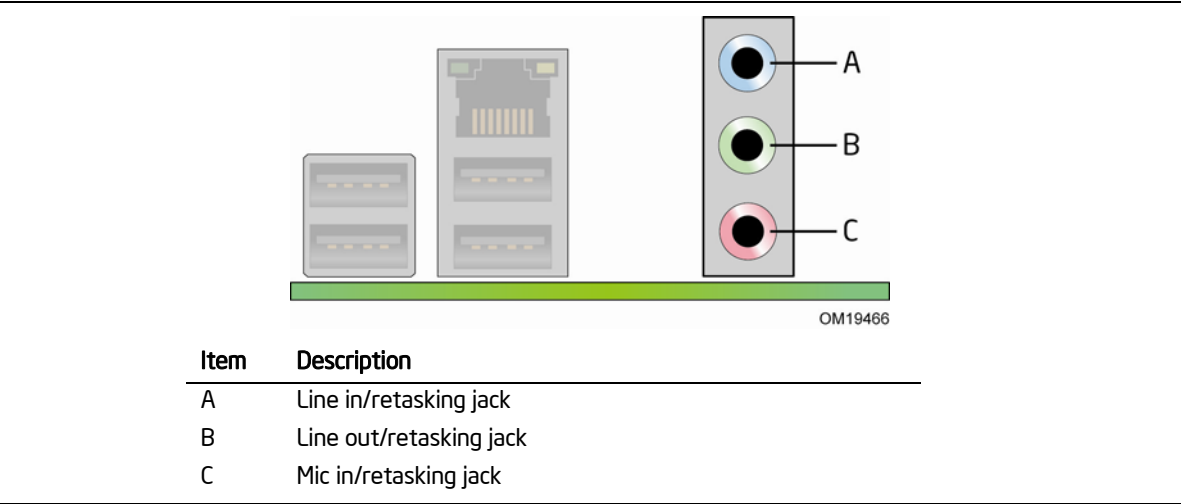 A
B
C
OM19466
Item Description
A Line in/retasking jack
B Line out/retasking jack
C Mic in/retasking jack